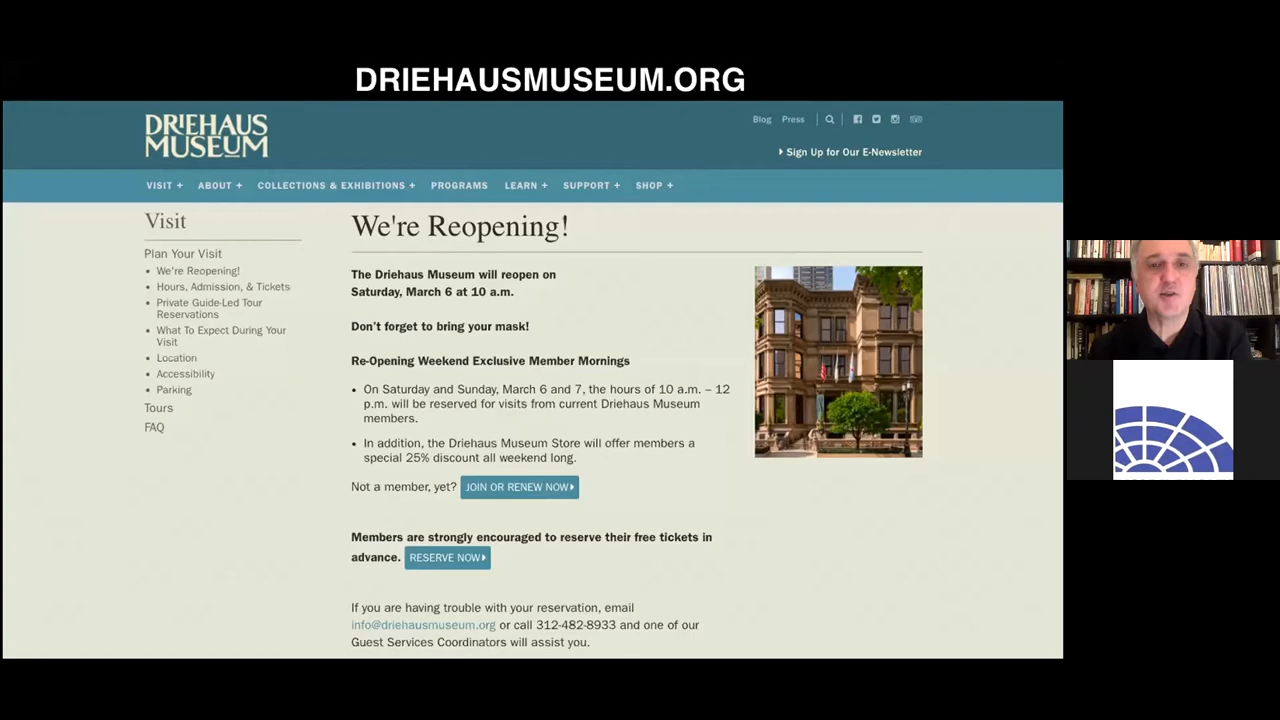 DRIEHAUSMUSEUM.ORG
DRIEHAUS
MUSEUM
Blog Press
Sign Up for Our E-Newsletter
VISIT + ABOUT + COLLECTIONS & EXHIBITIONS + PROGRAMS LEARN + SUPPORT + SHOP +
Visit
Plan Your Visit
• We're Reopening!
• Hours, Admission, & Tickets
• Private Guide-Led Tour
Reservations
• What To Expect During Your
Visit
• Location
• Accessibility
• Parking
Tours
FAQ
We're Reopening!
The Driehaus Museum will reopen on
Saturday, March 6 at 10 a.m.
Don't forget to bring your mask!
Re-Opening Weekend Exclusive Member Mornings
• On Saturday and Sunday, March 6 and 7, the hours of 10 a.m. – 12
p.m. will be reserved for visits from current Driehaus Museum
members.
• In addition, the Driehaus Museum Store will offer members a
special 25% discount all weekend long.
Not a member, yet? JOIN OR RENEW NOW
Members are strongly encouraged to reserve their free tickets in
advance. RESERVE NOW
If you are having trouble with your reservation, email
info@driehausmuseum.org or call 312-482-8933 and one of our
Guest Services Coordinators will assist you.